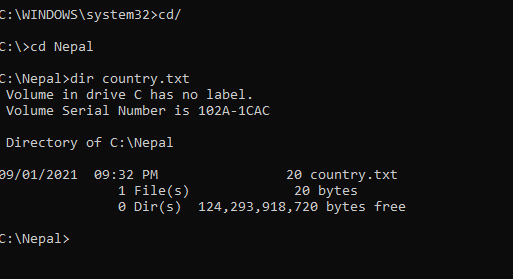 C:\WINDOWS\system32>cd/
C:\>cd Nepal
C:\Nepal>dir country.txt
Volume in drive C has no label.
Volume Serial Number is 102A-1CAC
Directory of C:\Nepal
09/01/2021  09:32 PM                20 country.txt
1 File(s)             20 bytes
0 Dir(s)  124,293,918,720 bytes free
C:\Nepal>